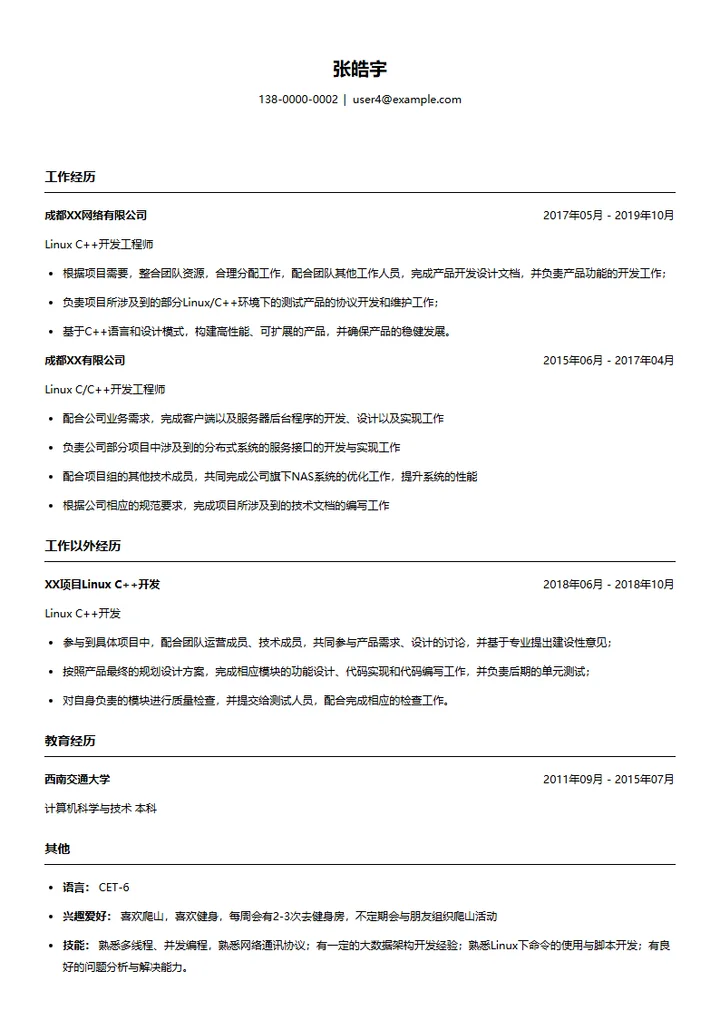 张皓宇
138-0000-0002 | user4@example.com
工作经历
成都XX网络有限公司 2017年05月 - 2019年10月
Linux C++开发工程师
• 根据项目需要，整合团队资源，合理分配工作，配合团队其他工作人员，完成产品开发设计文档，并负责产品功能的开发工作；
• 负责项目所涉及到的部分Linux/C++环境下的测试产品的协议开发和维护工作；
• 基于C++语言和设计模式，构建高性能、可扩展的产品，并确保产品的稳健发展。
成都XX有限公司 2015年06月 - 2017年04月
Linux C/C++开发工程师
• 配合公司业务需求，完成客户端以及服务器后台程序的开发、设计以及实现工作
• 负责公司部分项目中涉及到的分布式系统的服务接口的开发与实现工作
• 配合项目组的其他技术成员，共同完成公司旗下NAS系统的优化工作，提升系统的性能
• 根据公司相应的规范要求，完成项目所涉及到的技术文档的编写工作
工作以外经历
XX项目Linux C++开发 2018年06月 - 2018年10月
Linux C++开发
• 参与到具体项目中，配合团队运营成员、技术成员，共同参与产品需求、设计的讨论，并基于专业提出建设性意见；
• 按照产品最终的规划设计方案，完成相应模块的功能设计、代码实现和代码编写工作，并负责后期的单元测试；
• 对自身负责的模块进行质量检查，并提交给测试人员，配合完成相应的检查工作。
教育经历
西南交通大学 2011年09月 - 2015年07月
计算机科学与技术 本科
其他
• 语言： CET-6
• 兴趣爱好： 喜欢爬山，喜欢健身，每周会有2-3次去健身房，不定期会与朋友组织爬山活动
• 技能： 熟悉多线程、并发编程，熟悉网络通讯协议；有一定的大数据架构开发经验；熟悉Linux下命令的使用与脚本开发；有良
好的问题分析与解决能力。